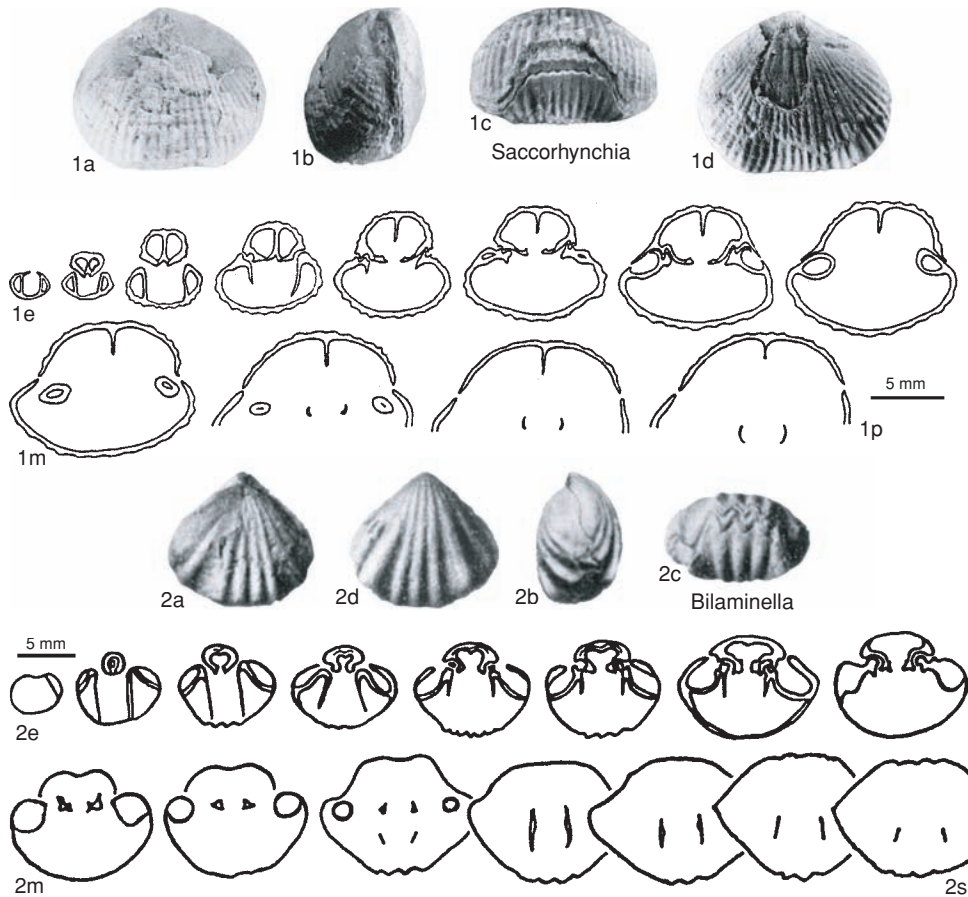 1a
1b
1c
Saccorhynchia
1d
1e
1m
1p
5 mm
2a
2d
2b
2c
Bilaminella
5 mm
2e
2m
2s